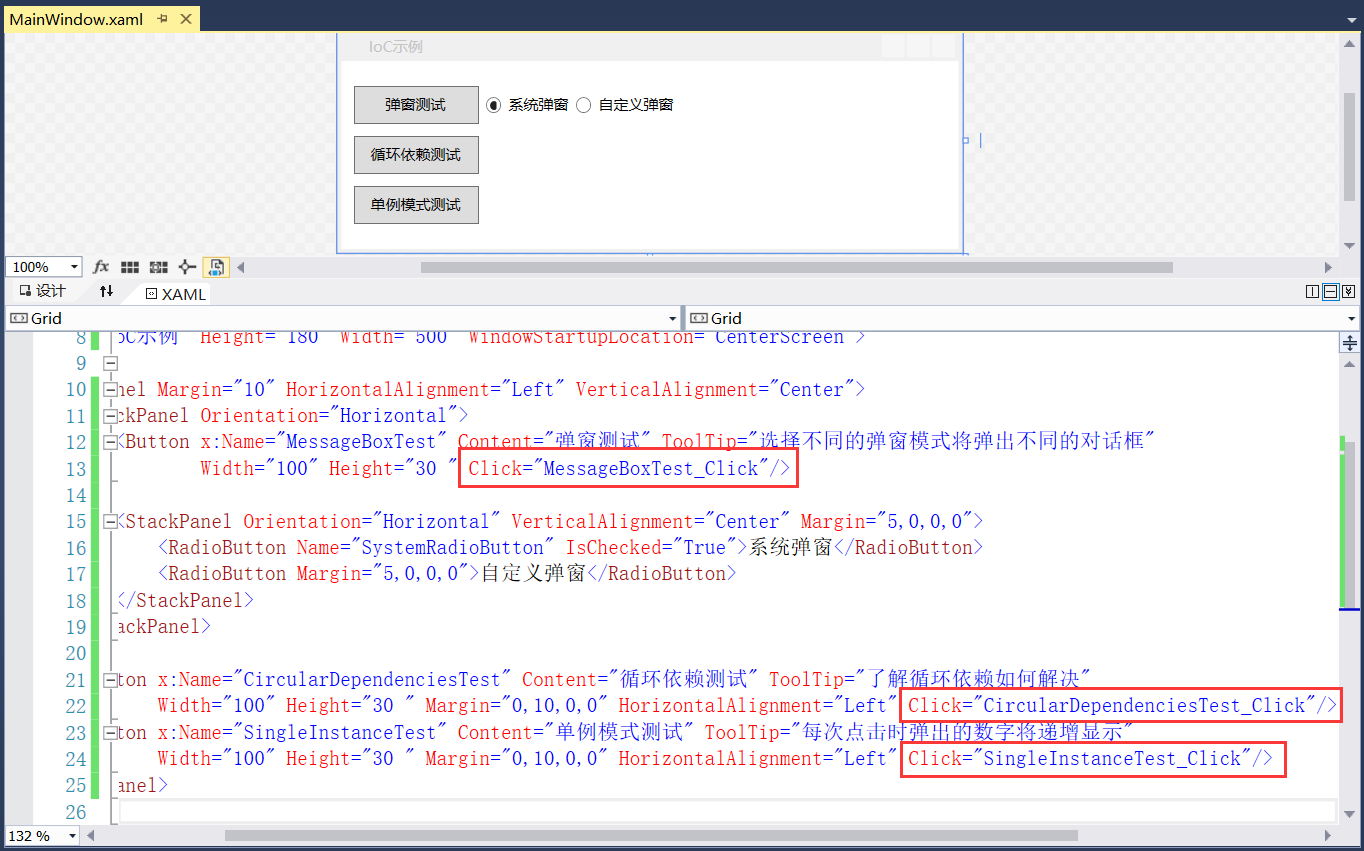 MainWindow.xaml
IoC示例
弹窗测试 系统弹窗 自定义弹窗
循环依赖测试
单例模式测试
100% fx
设计 XAML
Grid Grid
8 oC示例 Height= 180 Width= 500 WindowStartupLocation= CenterScreen >
9
10 nel Margin="10" HorizontalAlignment="Left" VerticalAlignment="Center">
11 ckPanel Orientation="Horizontal">
12 <Button x:Name="MessageBoxTest" Content="弹窗测试" ToolTip="选择不同的弹窗模式将弹出不同的对话框"
13 Width="100" Height="30 " Click="MessageBoxTest_Click"/>
14
15 <StackPanel Orientation="Horizontal" VerticalAlignment="Center" Margin="5,0,0,0">
16 <RadioButton Name="SystemRadioButton" IsChecked="True">系统弹窗</RadioButton>
17 <RadioButton Margin="5,0,0,0">自定义弹窗</RadioButton>
18 </StackPanel>
19 ackPanel>
20
21 ton x:Name="CircularDependenciesTest" Content="循环依赖测试" ToolTip="了解循环依赖如何解决"
22 Width="100" Height="30 " Margin="0,10,0,0" HorizontalAlignment="Left" Click="CircularDependenciesTest_Click"/>
23 ton x:Name="SingleInstanceTest" Content="单例模式测试" ToolTip="每次点击时弹出的数字将递增显示"
24 Width="100" Height="30 " Margin="0,10,0,0" HorizontalAlignment="Left" Click="SingleInstanceTest_Click"/>
25 anel>
26
132 %